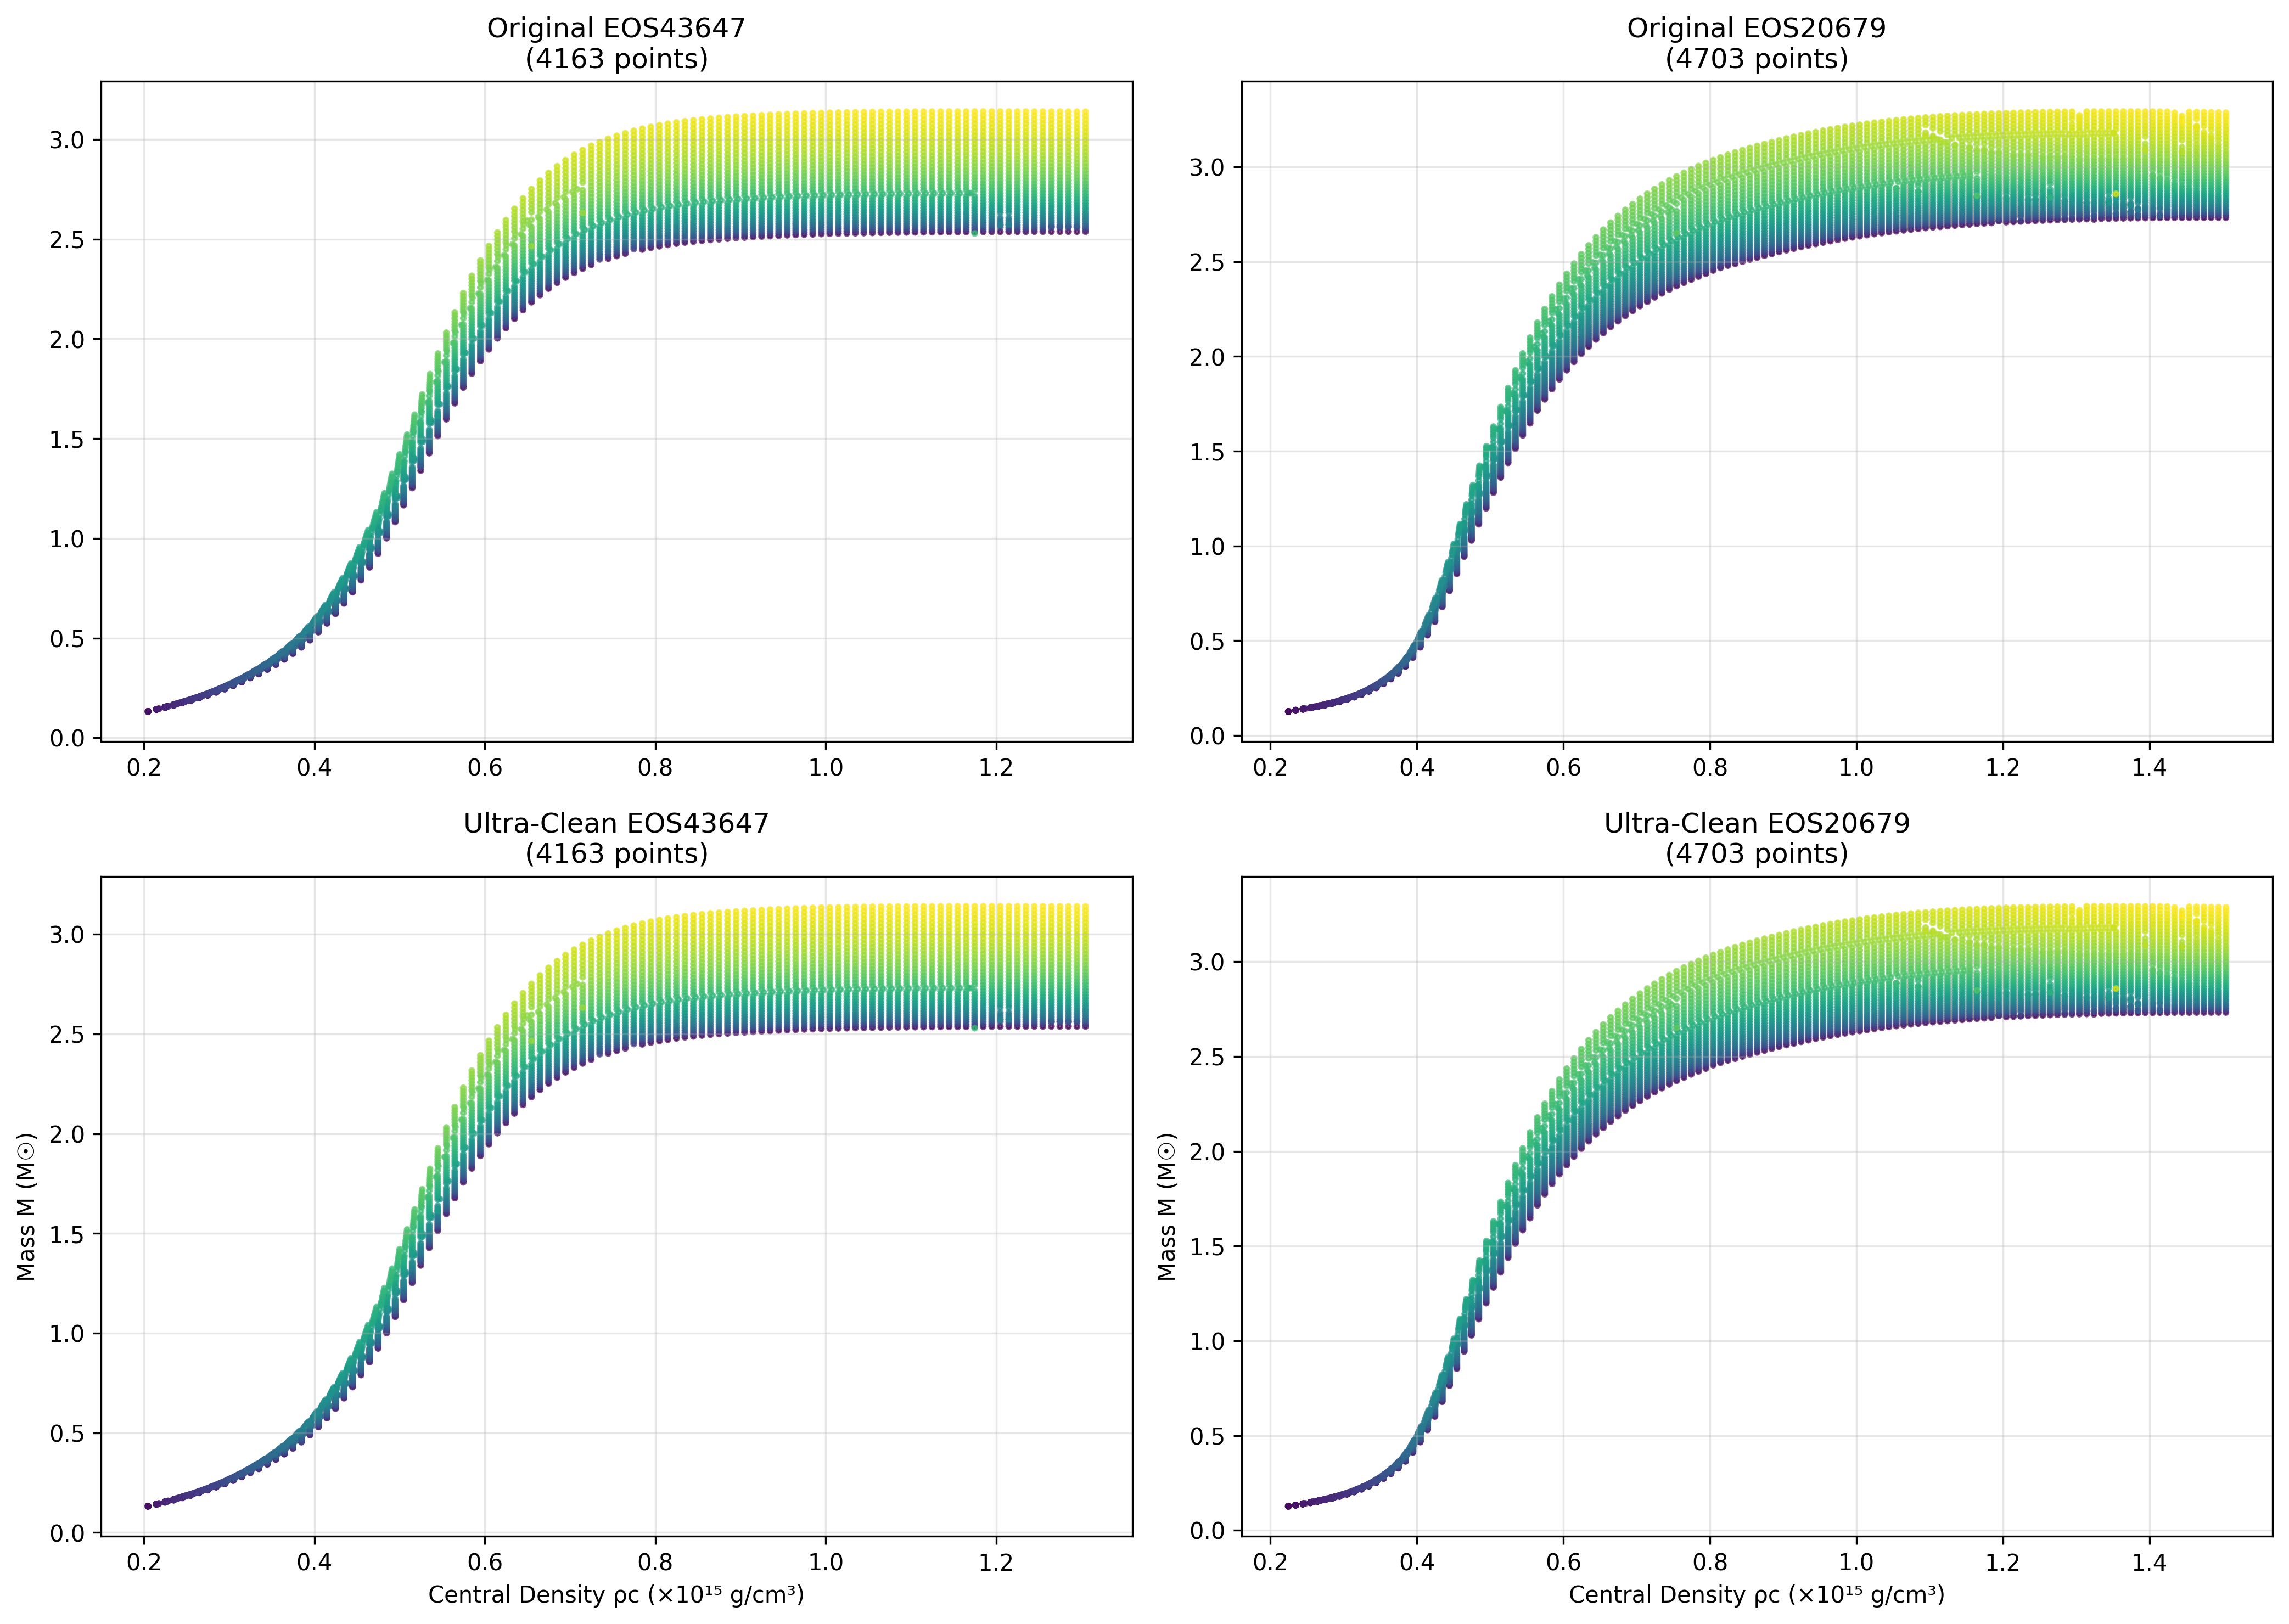 Original EOS43647
(4163 points)
3.0
2.5
2.0
1.5
1.0
0.5
0.0
0.2 0.4 0.6 0.8 1.0 1.2
Original EOS20679
(4703 points)
3.0
2.5
2.0
1.5
1.0
0.5
0.0
0.2 0.4 0.6 0.8 1.0 1.2 1.4
Ultra-Clean EOS43647
(4163 points)
Mass M (M☉)
3.0
2.5
2.0
1.5
1.0
0.5
0.0
0.2 0.4 0.6 0.8 1.0 1.2
Central Density ρc (×10¹⁵ g/cm³)
Ultra-Clean EOS20679
(4703 points)
Mass M (M☉)
3.0
2.5
2.0
1.5
1.0
0.5
0.0
0.2 0.4 0.6 0.8 1.0 1.2 1.4
Central Density ρc (×10¹⁵ g/cm³)